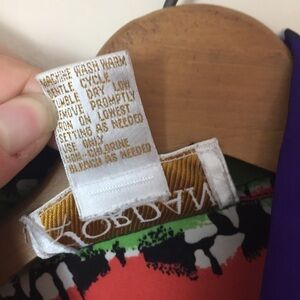 MACHINE WASH WARM
GENTLE CYCLE
TUMBLE DRY LOW
REMOVE PROMPTLY
IRON ON LOWEST
SETTING AS NEEDED
USE ONLY
NON-CHLORINE
BLEACH AS NEEDED